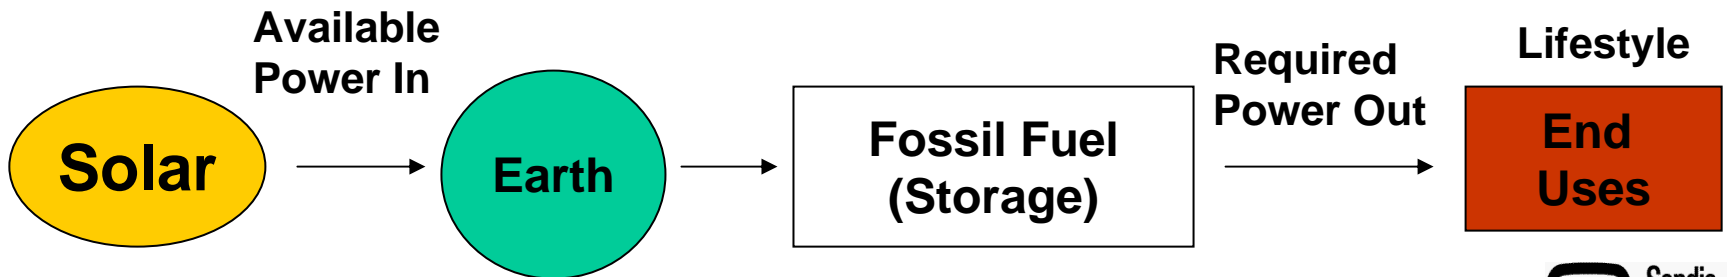 Available
Power In
Solar
Earth
Fossil Fuel
(Storage)
Required
Power Out
Lifestyle
End
Uses